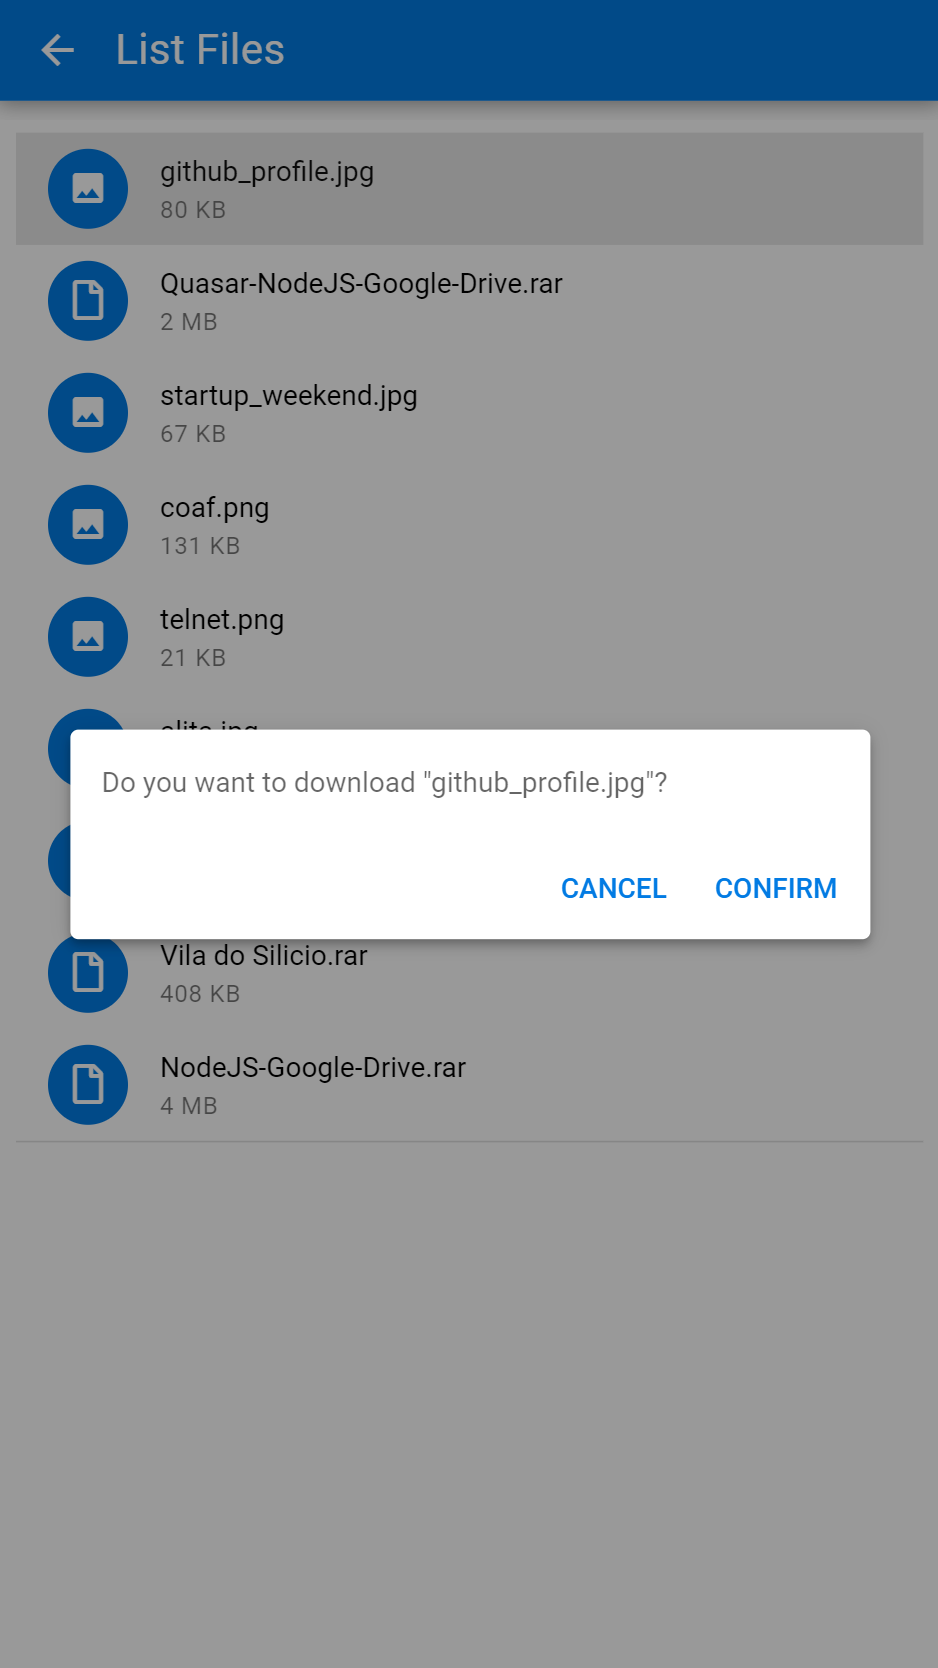 List Files
github_profile.jpg
80 KB
Quasar-NodeJS-Google-Drive.rar
2 MB
startup_weekend.jpg
67 KB
coaf.png
131 KB
telnet.png
21 KB
Do you want to download "github_profile.jpg"?
CANCEL CONFIRM
Vila do Silicio.rar
408 KB
NodeJS-Google-Drive.rar
4 MB